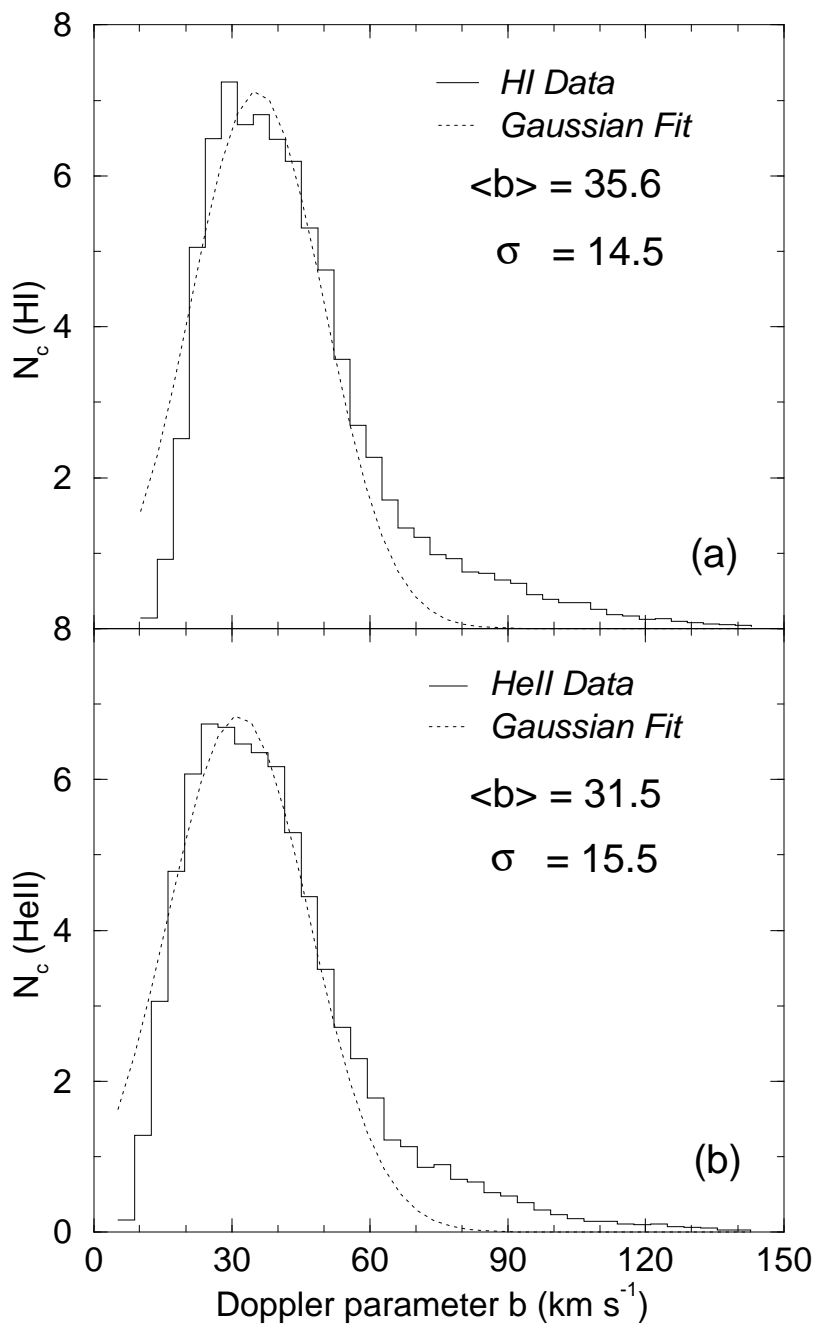 8
HI Data
Gaussian Fit
<b> = 35.6
σ = 14.5
6
4
2
N_c (HI)
(a)
8
HeII Data
Gaussian Fit
<b> = 31.5
σ = 15.5
6
4
2
0
N_c (HeII)
(b)
0 30 60 90 120 150
Doppler parameter b (km s⁻¹)